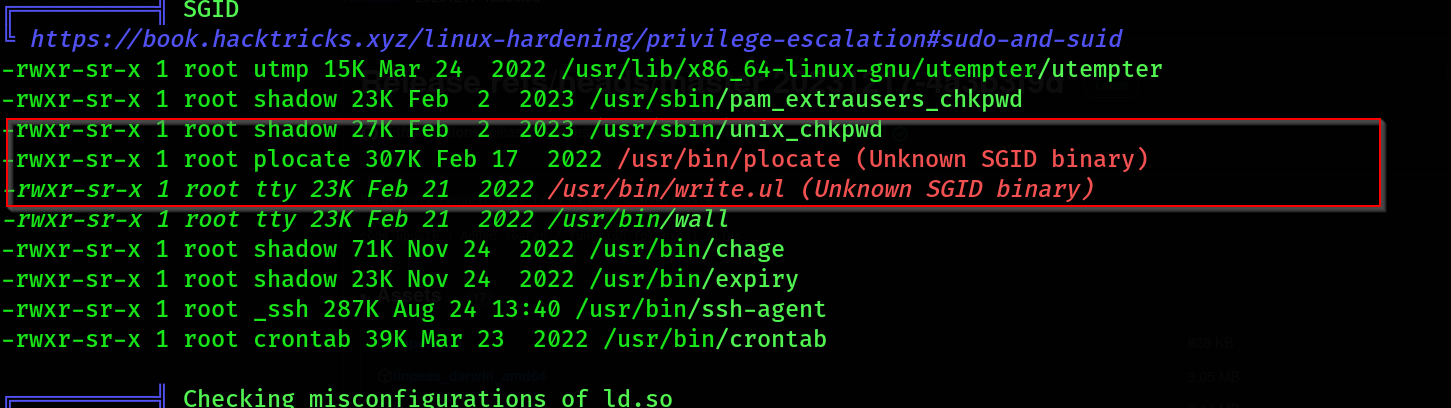 SGID
https://book.hacktricks.xyz/linux-hardening/privilege-escalation#sudo-and-suid
-rwxr-sr-x 1 root utmp 15K Mar 24  2022 /usr/lib/x86_64-linux-gnu/utempter/utempter
-rwxr-sr-x 1 root shadow 23K Feb  2  2023 /usr/sbin/pam_extrausers_chkpwd
-rwxr-sr-x 1 root shadow 27K Feb  2  2023 /usr/sbin/unix_chkpwd
-rwxr-sr-x 1 root plocate 307K Feb 17  2022 /usr/bin/plocate (Unknown SGID binary)
-rwxr-sr-x 1 root tty 23K Feb 21  2022 /usr/bin/write.ul (Unknown SGID binary)
-rwxr-sr-x 1 root tty 23K Feb 21  2022 /usr/bin/wall
-rwxr-sr-x 1 root shadow 71K Nov 24  2022 /usr/bin/chage
-rwxr-sr-x 1 root shadow 23K Nov 24  2022 /usr/bin/expiry
-rwxr-sr-x 1 root _ssh 287K Aug 24 13:40 /usr/bin/ssh-agent
-rwxr-sr-x 1 root crontab 39K Mar 23  2022 /usr/bin/crontab
Checking misconfigurations of ld.so